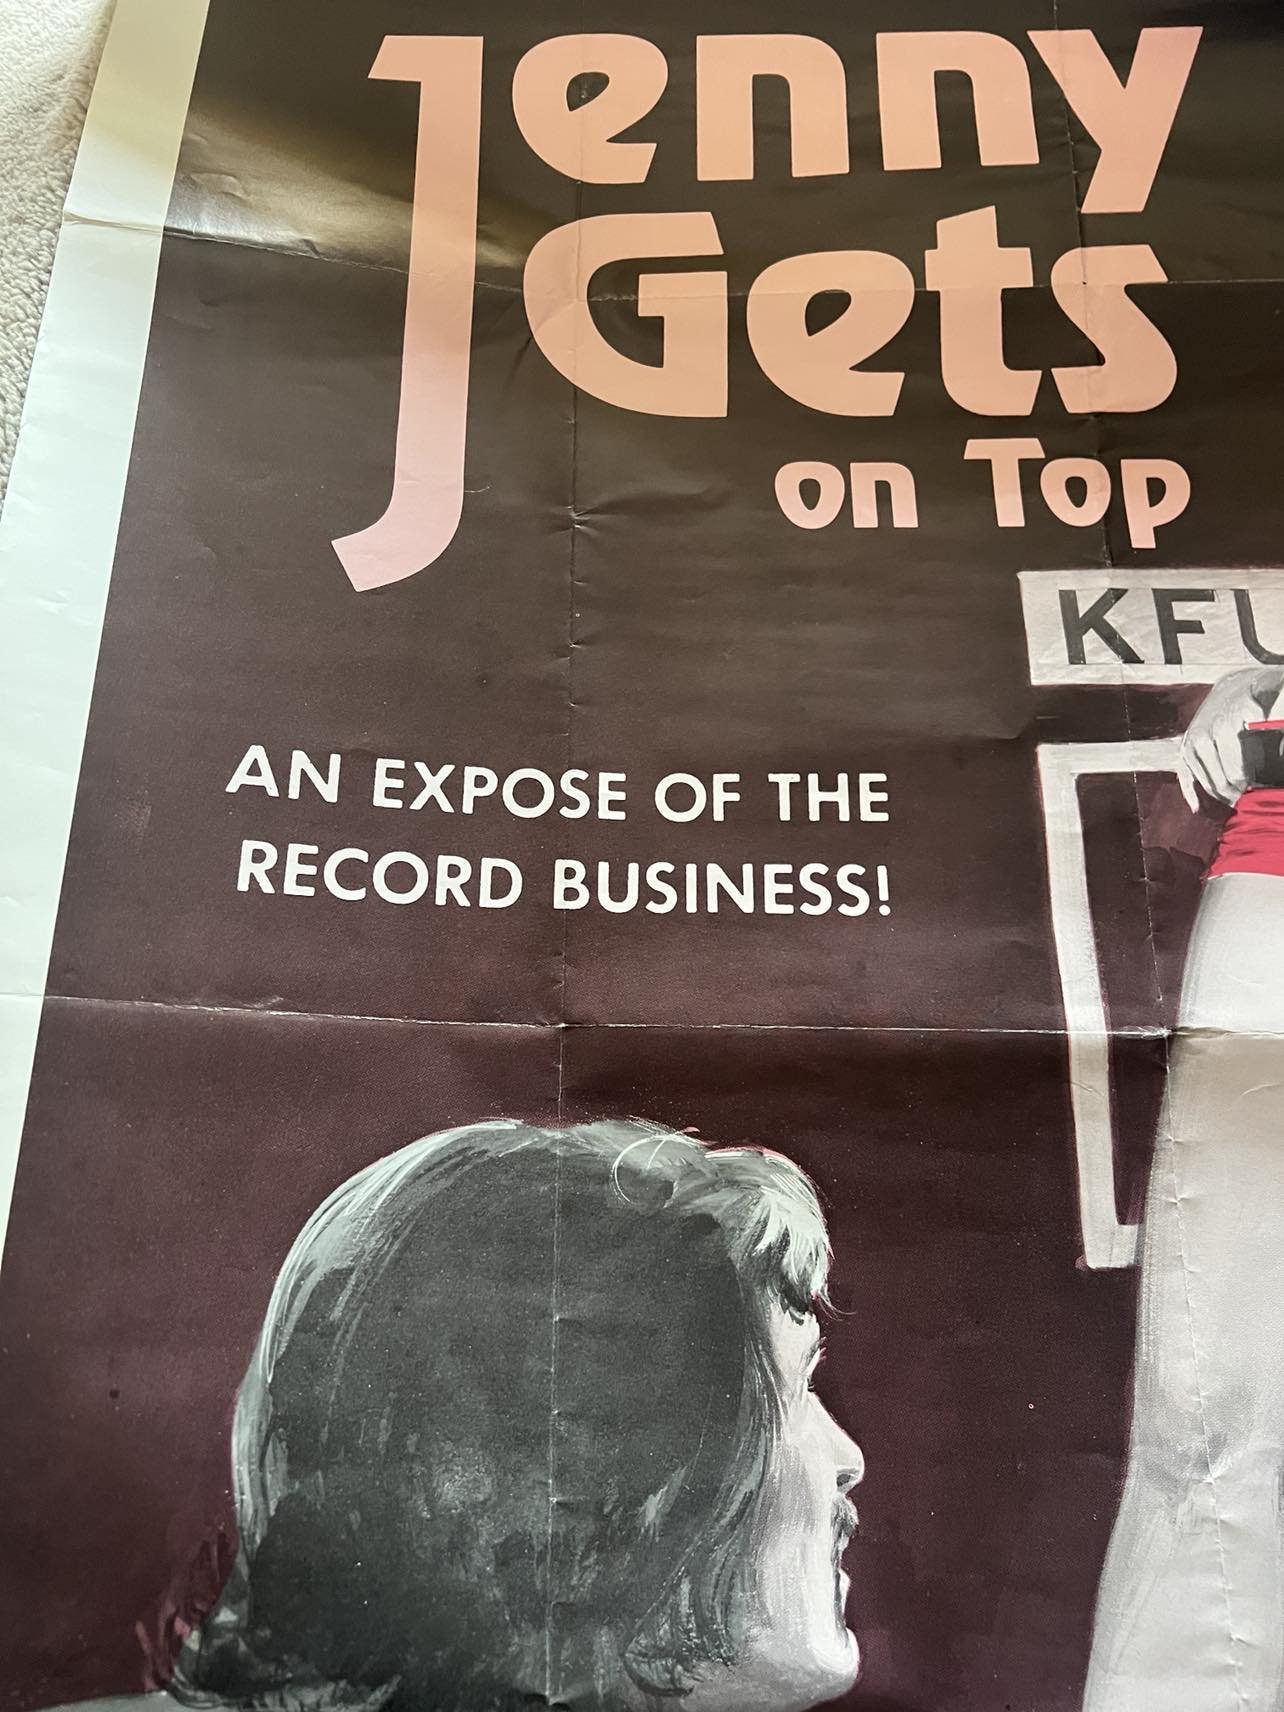 Jenny
Gets
on Top
KFU
AN EXPOSE OF THE
RECORD BUSINESS!